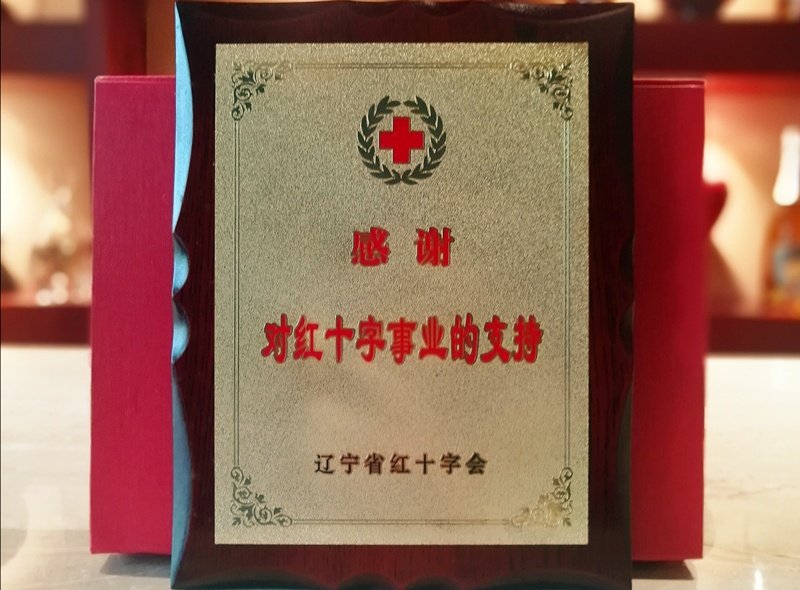 感谢
对红十字事业的支持
辽宁省红十字会